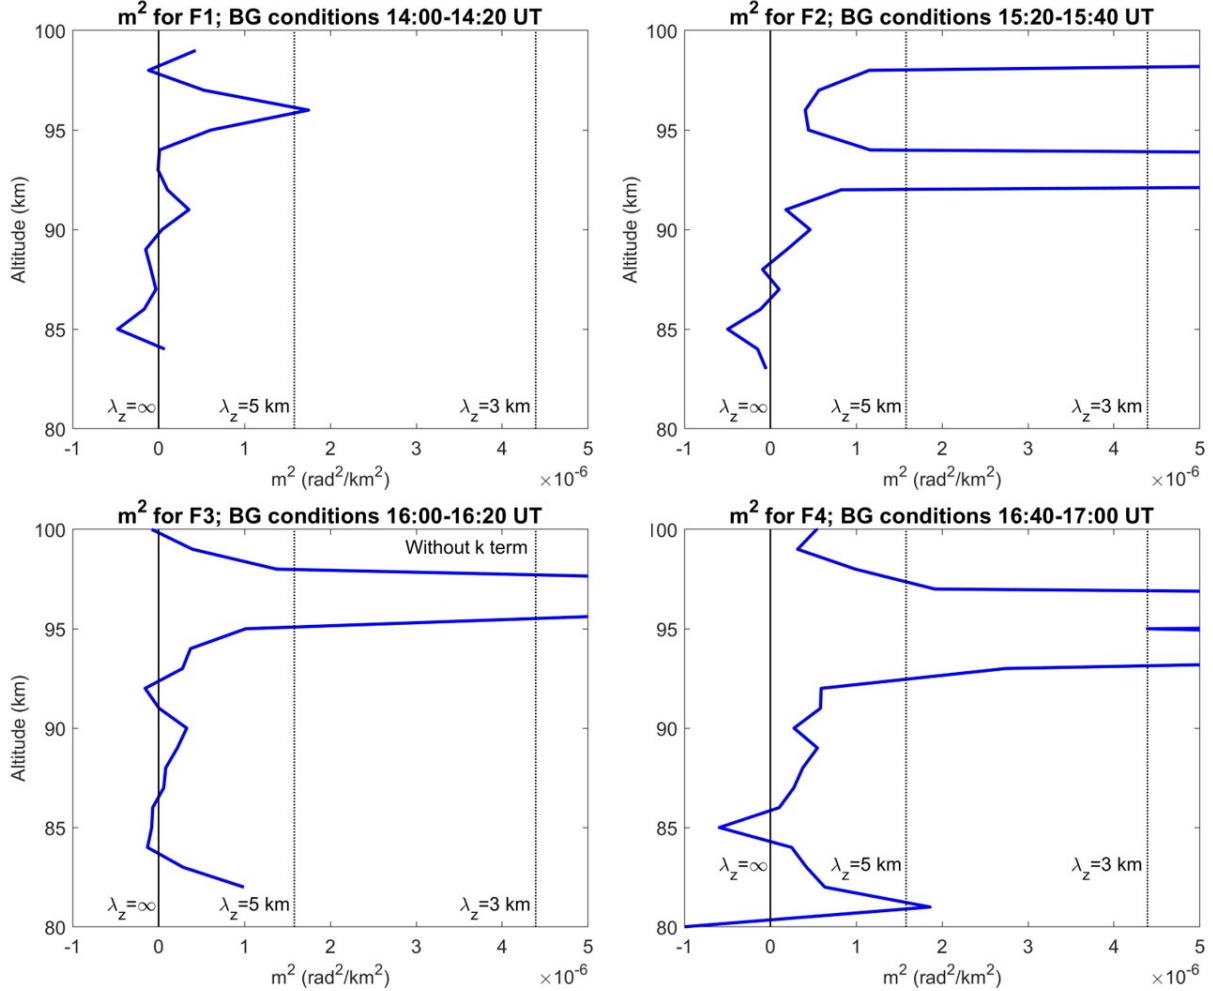 m² for F1; BG conditions 14:00-14:20 UT
100
95
90
85
80
Altitude (km)
λz=∞
λz=5 km
λz=3 km
-1 0 1 2 3 4 5
m² (rad²/km²)
×10⁻⁶
m² for F2; BG conditions 15:20-15:40 UT
100
95
90
85
80
Altitude (km)
λz=∞
λz=5 km
λz=3 km
-1 0 1 2 3 4 5
m² (rad²/km²)
×10⁻⁶
m² for F3; BG conditions 16:00-16:20 UT
Without k term
100
95
90
85
80
Altitude (km)
λz=∞
λz=5 km
λz=3 km
-1 0 1 2 3 4 5
m² (rad²/km²)
×10⁻⁶
m² for F4; BG conditions 16:40-17:00 UT
100
95
90
85
80
λz=∞
λz=5 km
λz=3 km
-1 0 1 2 3 4 5
m² (rad²/km²)
×10⁻⁶